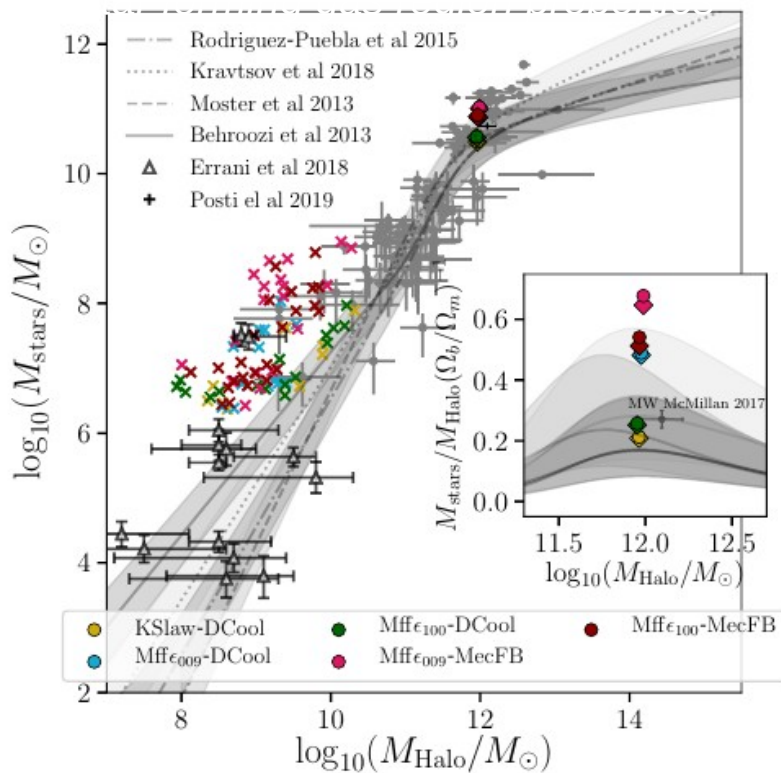 12
10
8
6
4
2
log10(Mstars/M⊙)
Rodriguez-Puebla et al 2015
Kravtsov et al 2018
Moster et al 2013
Behroozi et al 2013
Errani et al 2018
Posti el al 2019
Mstars/MHalo(Ωb/Ωm)
0.6
0.4
0.2
0.0
MW McMillan 2017
11.5 12.0 12.5
log10(MHalo/M⊙)
KSlaw-DCool
Mffϵ009-DCool
Mffϵ100-DCool
Mffϵ009-MecFB
Mffϵ100-MecFB
8 10 12 14
log10(MHalo/M⊙)